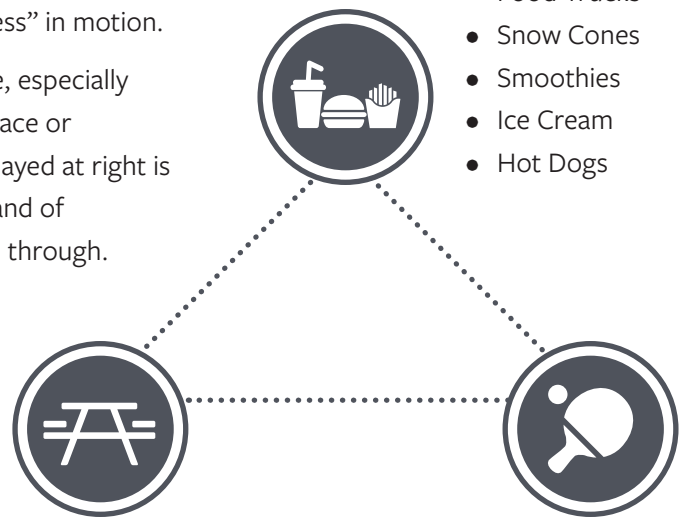 ess” in motion.
e, especially
ace or
ayed at right is
and of
through.
• Snow Cones
• Smoothies
• Ice Cream
• Hot Dogs